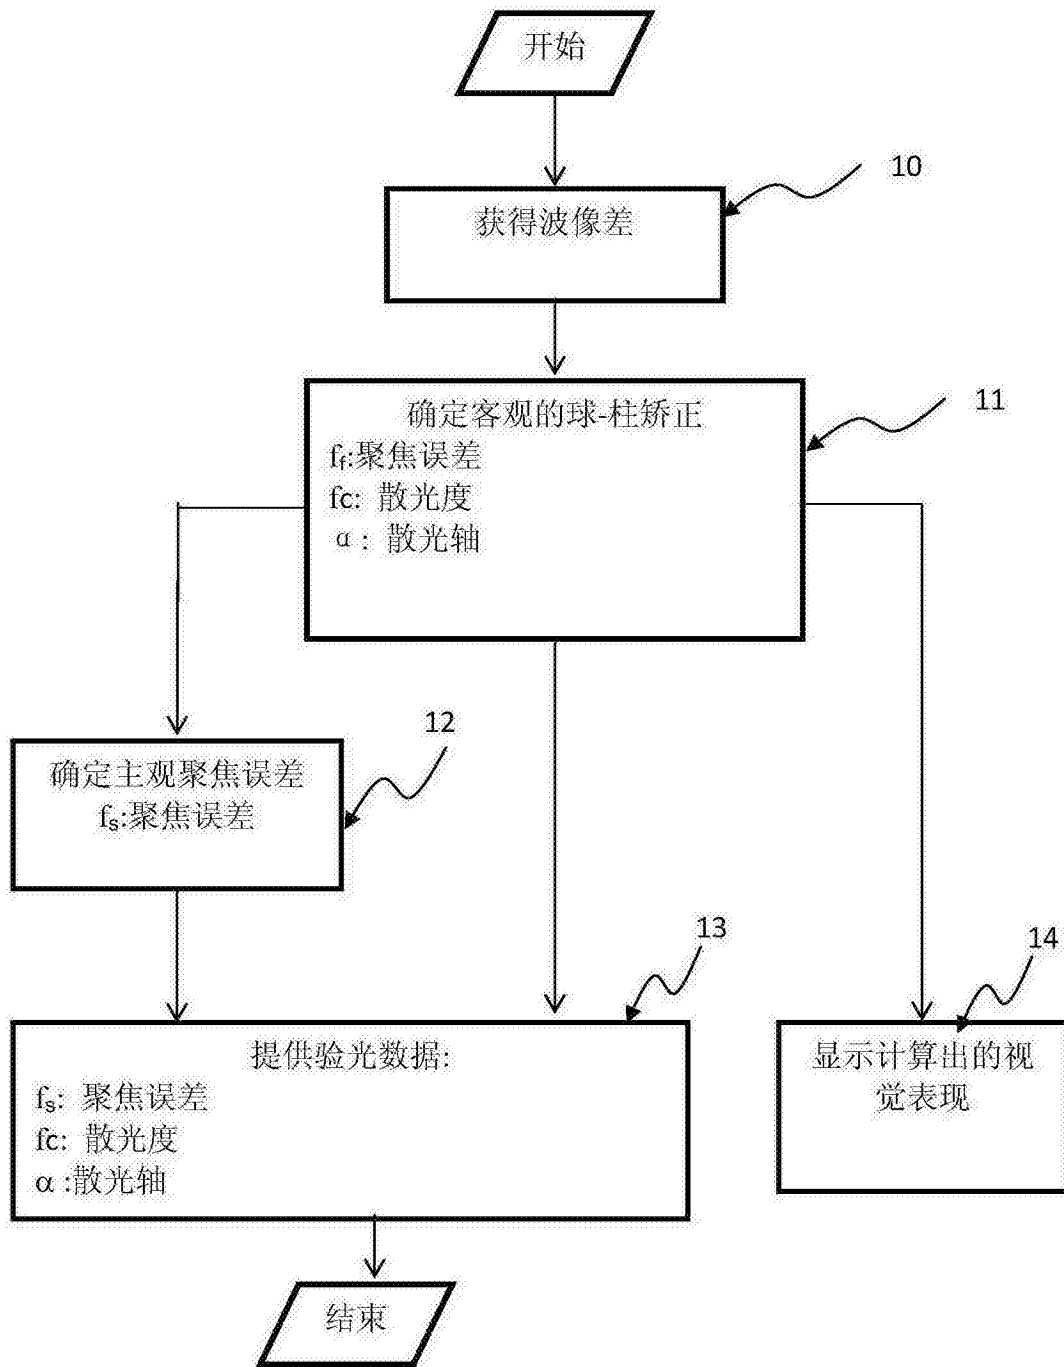 开始
10
获得波像差
11
确定客观的球-柱矫正
f_f:聚焦误差
fc: 散光度
α: 散光轴
12
确定主观聚焦误差
f_s:聚焦误差
13
提供验光数据:
f_s: 聚焦误差
fc: 散光度
α:散光轴
14
显示计算出的视
觉表现
结束